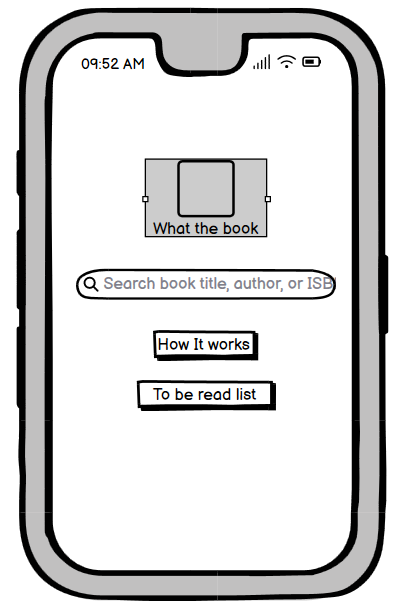 09:52 AM
What the book
Search book title, author, or ISB
How It works
To be read list